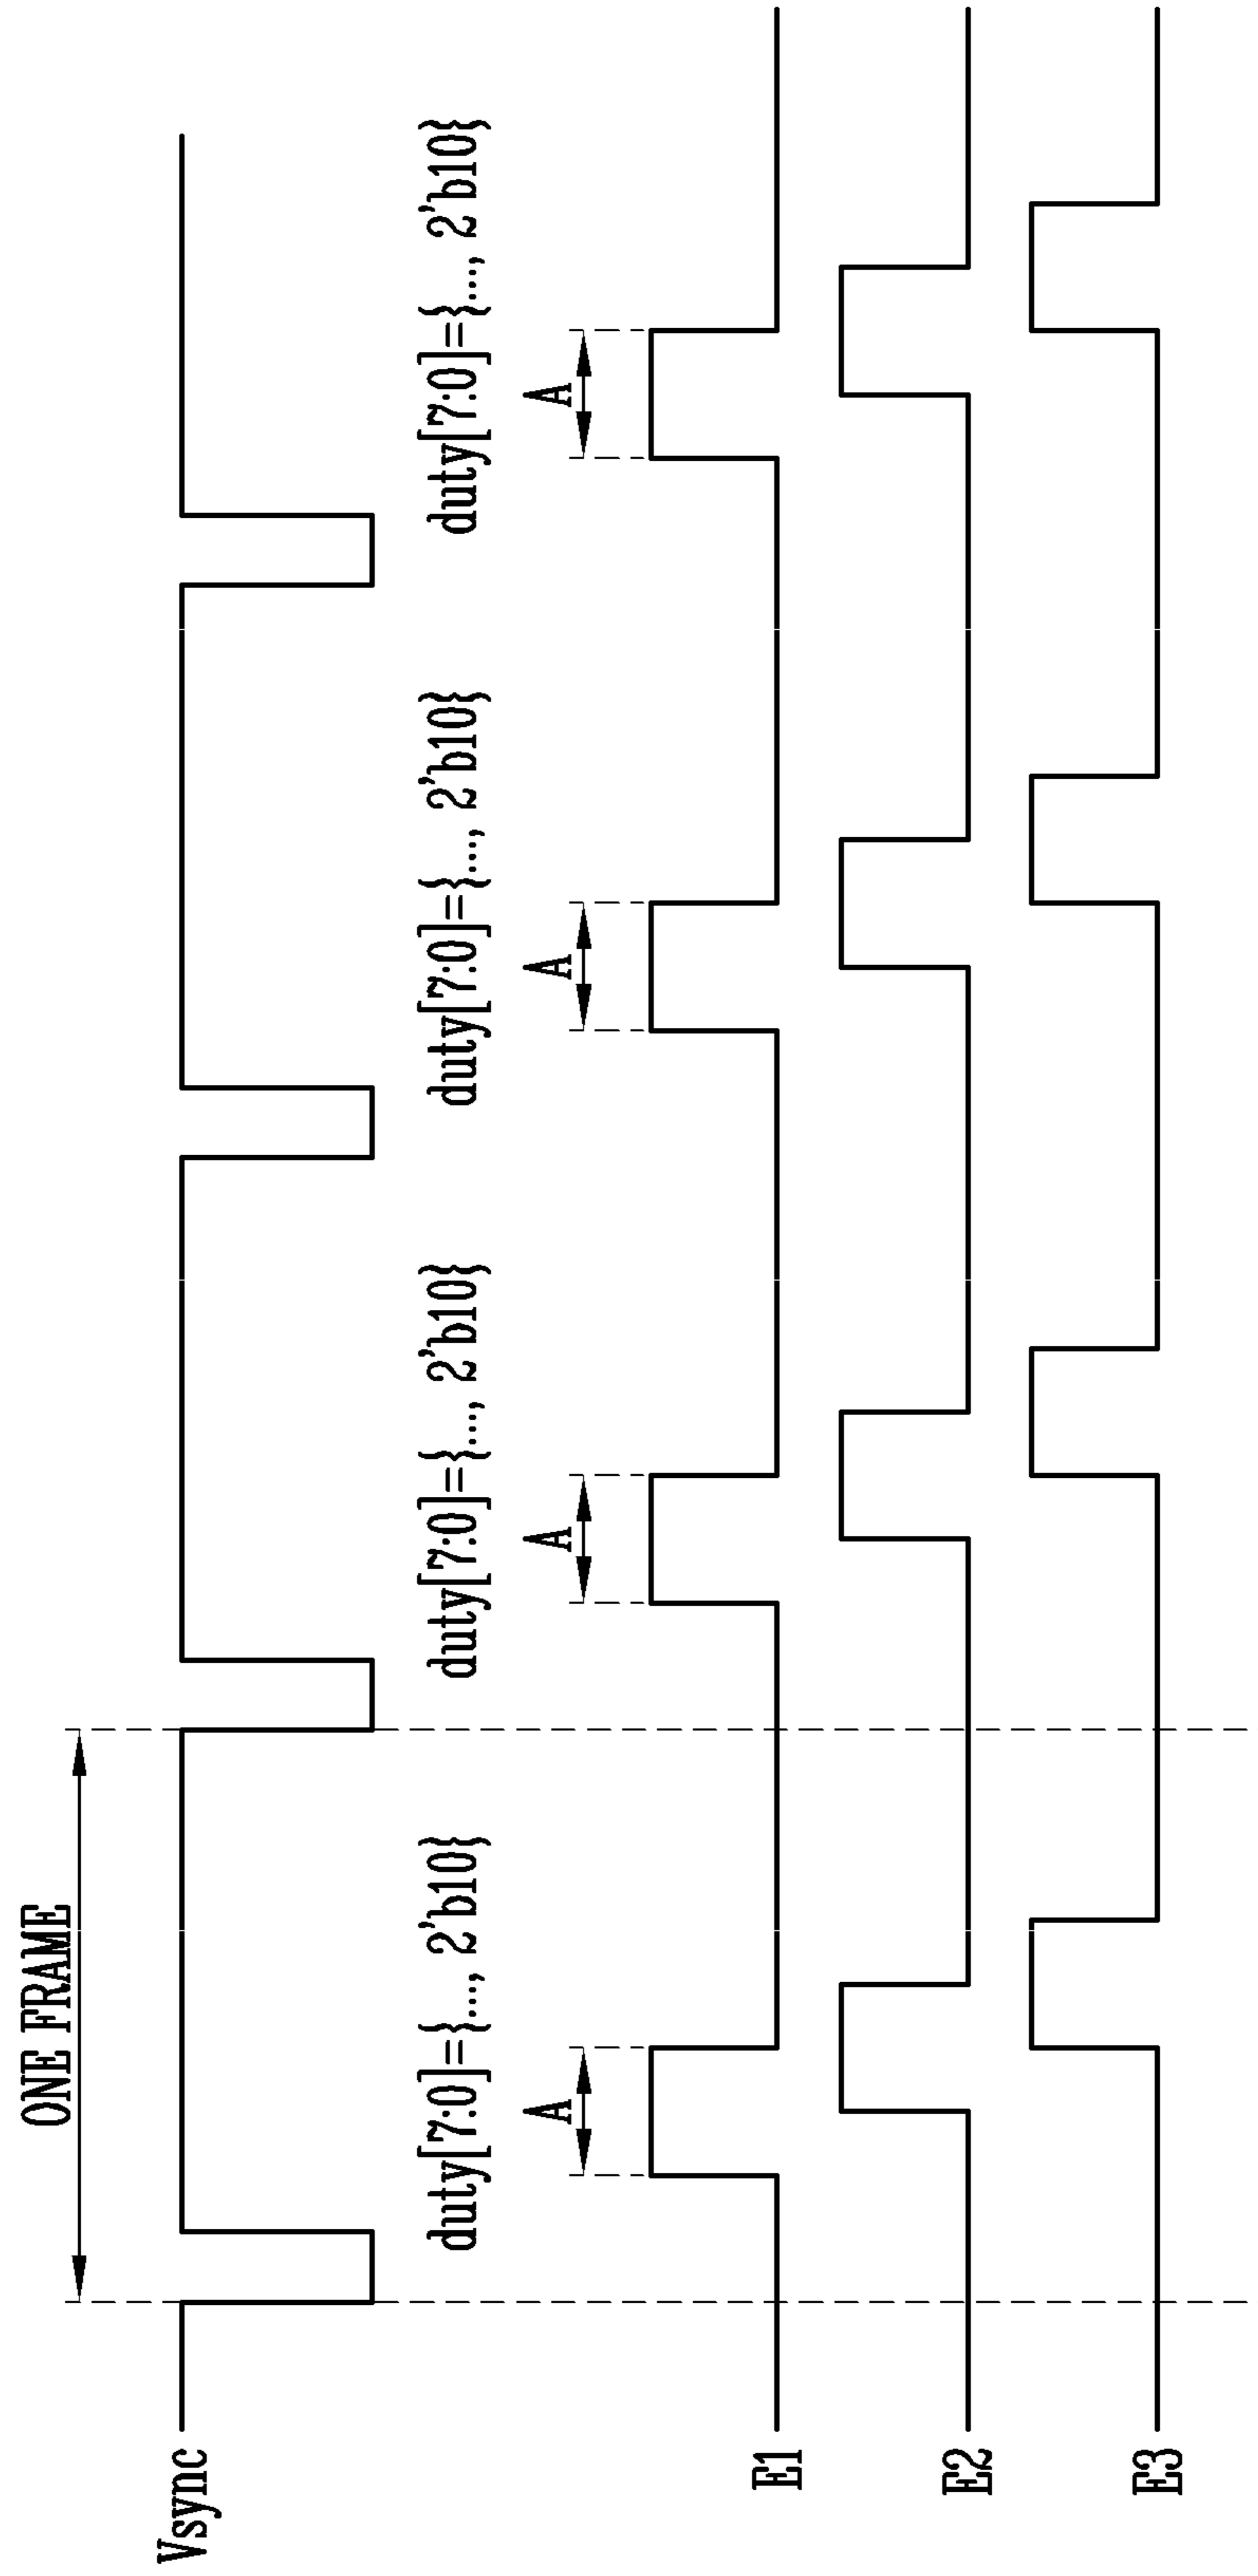 ONE FRAME
Vsync
duty[7:0]={..., 2'b10}
duty[7:0]={..., 2'b10}
duty[7:0]={..., 2'b10}
duty[7:0]={..., 2'b10}
A
A
A
A
E1
E2
E3